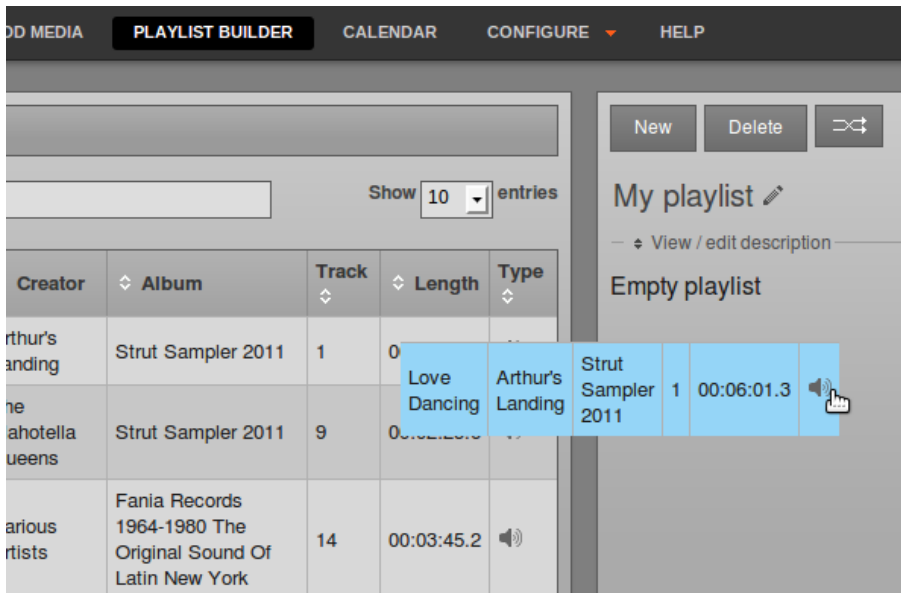 DD MEDIA PLAYLIST BUILDER CALENDAR CONFIGURE HELP
New Delete
Show 10 entries
My playlist
View / edit description
Creator Album Track Length Type
Empty playlist
rthur's
anding
Strut Sampler 2011 1 0
Love
Dancing
Arthur's
Landing
Strut
Sampler
2011
1 00:06:01.3
he
ahotella
ueens
Strut Sampler 2011 9
arious
rtists
Fania Records
1964-1980 The
Original Sound Of
Latin New York
14 00:03:45.2